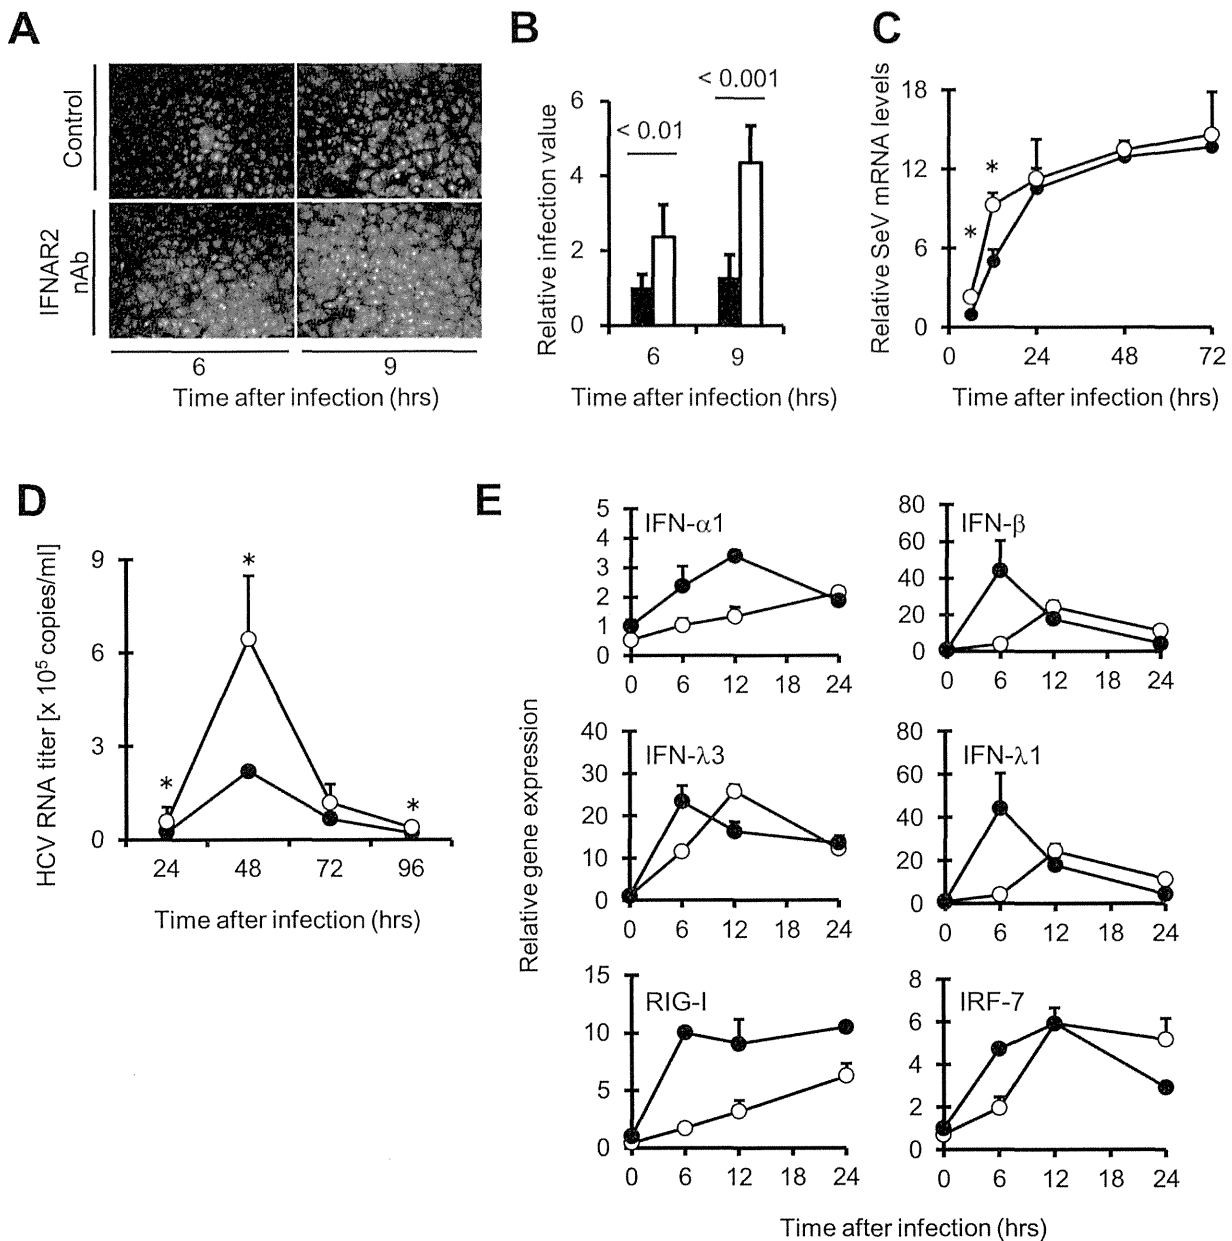 A
Control
IFNAR2
nAb
6 9
Time after infection (hrs)
B
Relative infection value
6
4
2
0
< 0.01
< 0.001
6 9
Time after infection (hrs)
C
Relative SeV mRNA levels
18
12
6
0
*
*
0 24 48 72
Time after infection (hrs)
D
HCV RNA titer [x 10⁵ copies/ml]
9
6
3
0
*
*
*
24 48 72 96
Time after infection (hrs)
E
Relative gene expression
IFN-α1
5
4
3
2
1
0
0 6 12 18 24
IFN-β
80
60
40
20
0
0 6 12 18 24
IFN-λ3
40
30
20
10
0
0 6 12 18 24
IFN-λ1
80
60
40
20
0
0 6 12 18 24
RIG-I
15
10
5
0
0 6 12 18 24
IRF-7
8
6
4
2
0
0 6 12 18 24
Time after infection (hrs)